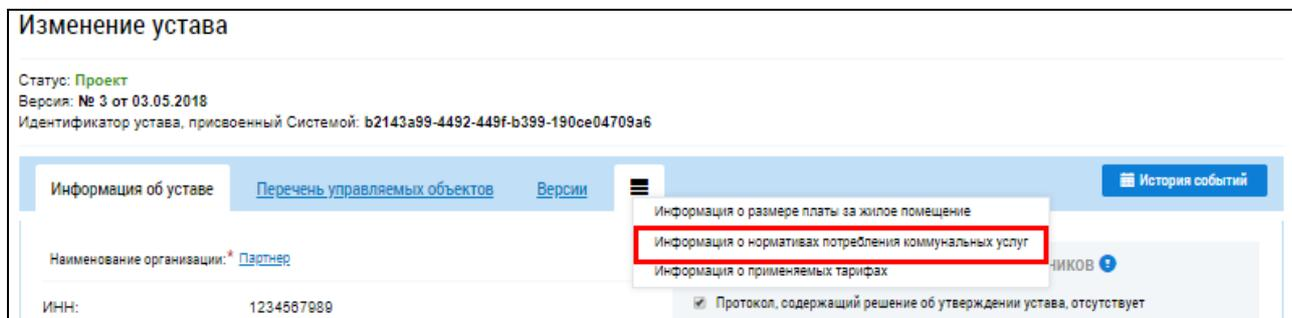 Изменение устава
Статус: Проект
Версия: № 3 от 03.05.2018
Идентификатор устава, присвоенный Системой: b2143a99-4492-449f-b399-190ce04709a6
Информация об уставе Перечень управляемых объектов Версии История событий
Информация о размере платы за жилое помещение
Информация о нормативах потребления коммунальных услуг
Информация о применяемых тарифах
Наименование организации:* Партнер
ИНН: 1234567989
Протокол, содержащий решение об утверждении устава, отсутствует